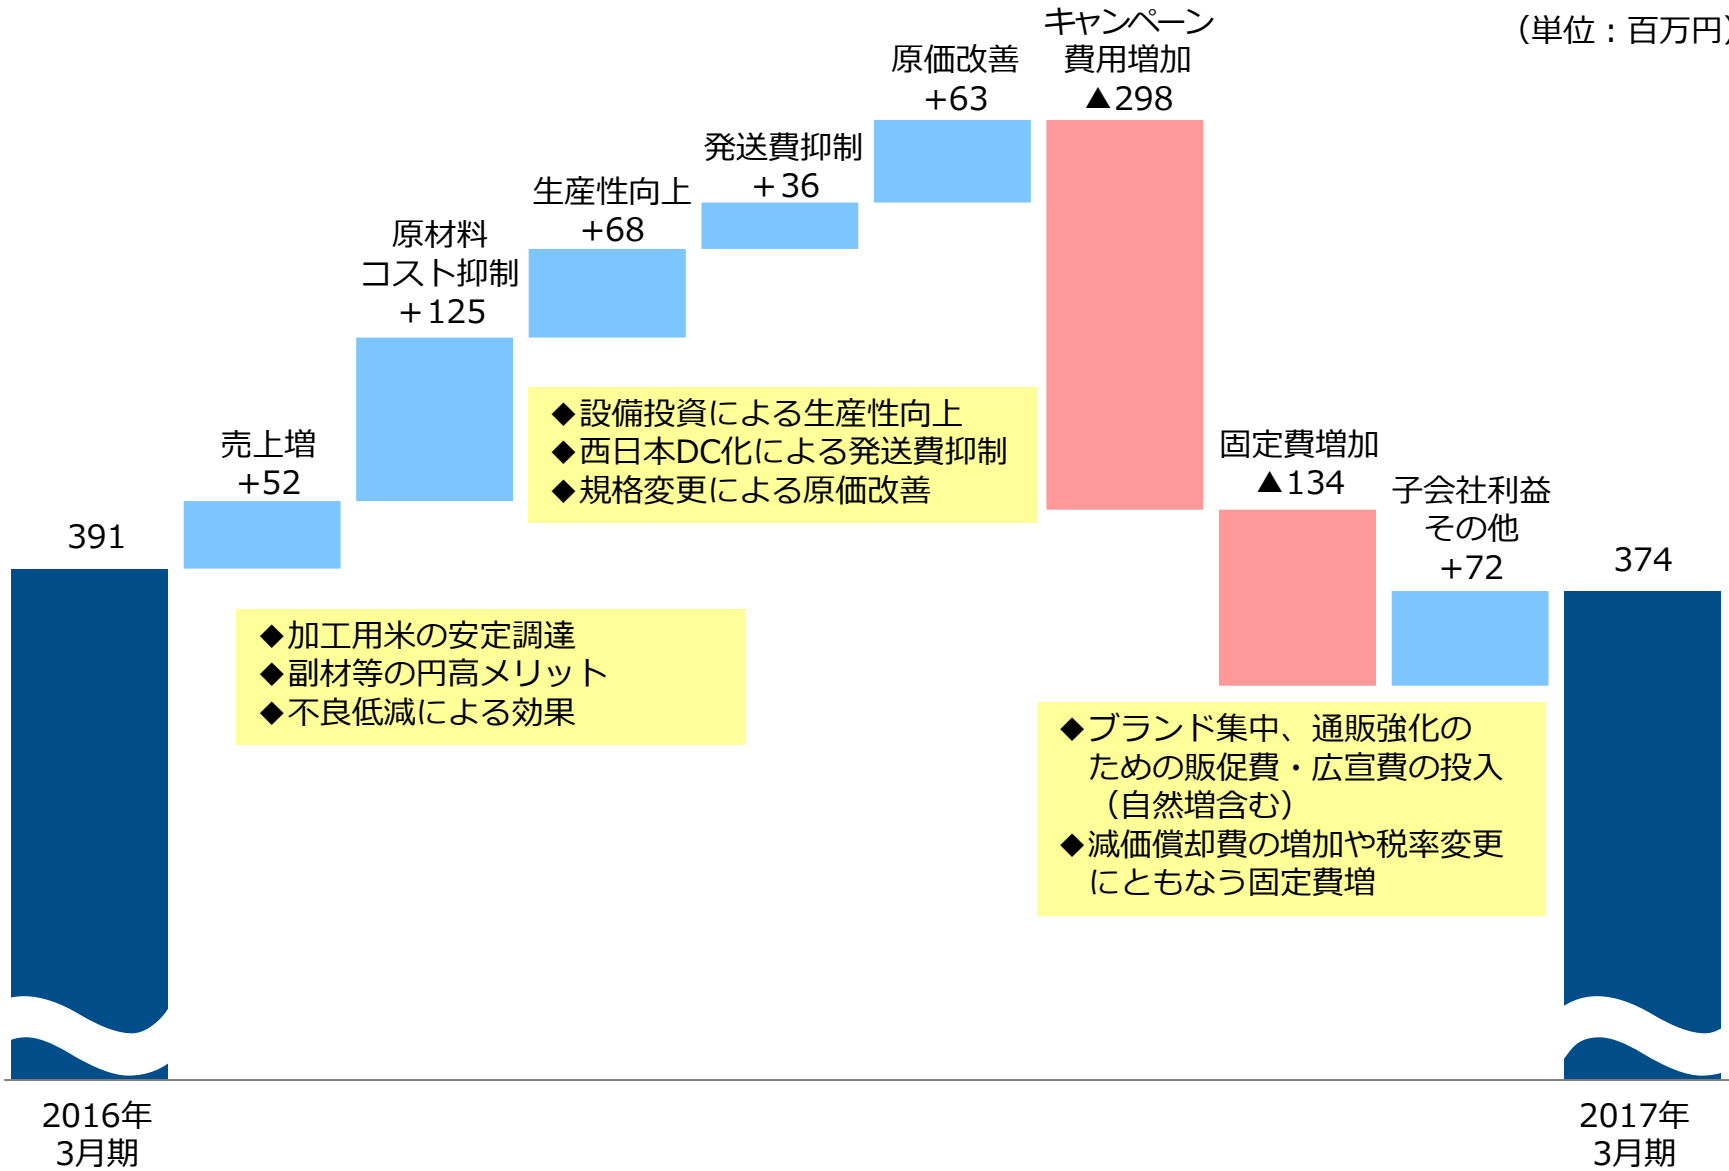 （単位：百万円）
キャンペーン
費用増加
▲298
原価改善
+63
発送費抑制
＋36
生産性向上
+68
原材料
コスト抑制
＋125
売上増
+52
391
固定費増加
▲134
子会社利益
その他
+72
374
◆設備投資による生産性向上
◆西日本DC化による発送費抑制
◆規格変更による原価改善
◆加工用米の安定調達
◆副材等の円高メリット
◆不良低減による効果
◆ブランド集中、通販強化の
ための販促費・広宣費の投入
（自然増含む）
◆減価償却費の増加や税率変更
にともなう固定費増
2016年
3月期
2017年
3月期